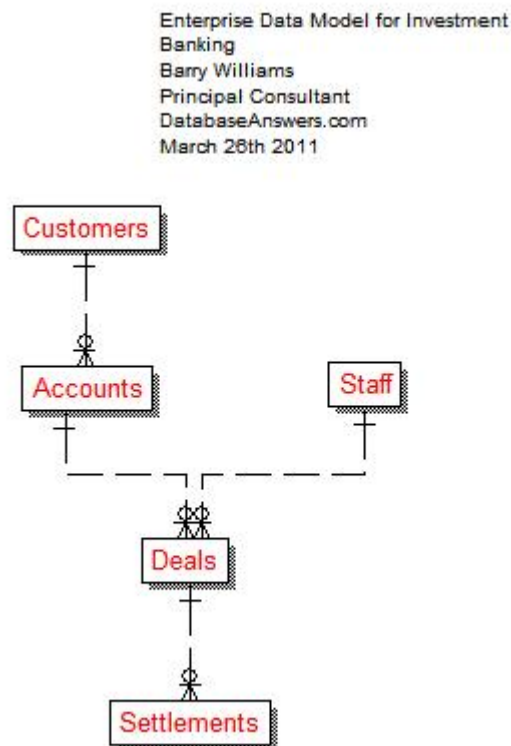 Enterprise Data Model for Investment
Banking
Barry Williams
Principal Consultant
DatabaseAnswers.com
March 26th 2011
Customers
Accounts
Staff
Deals
Settlements